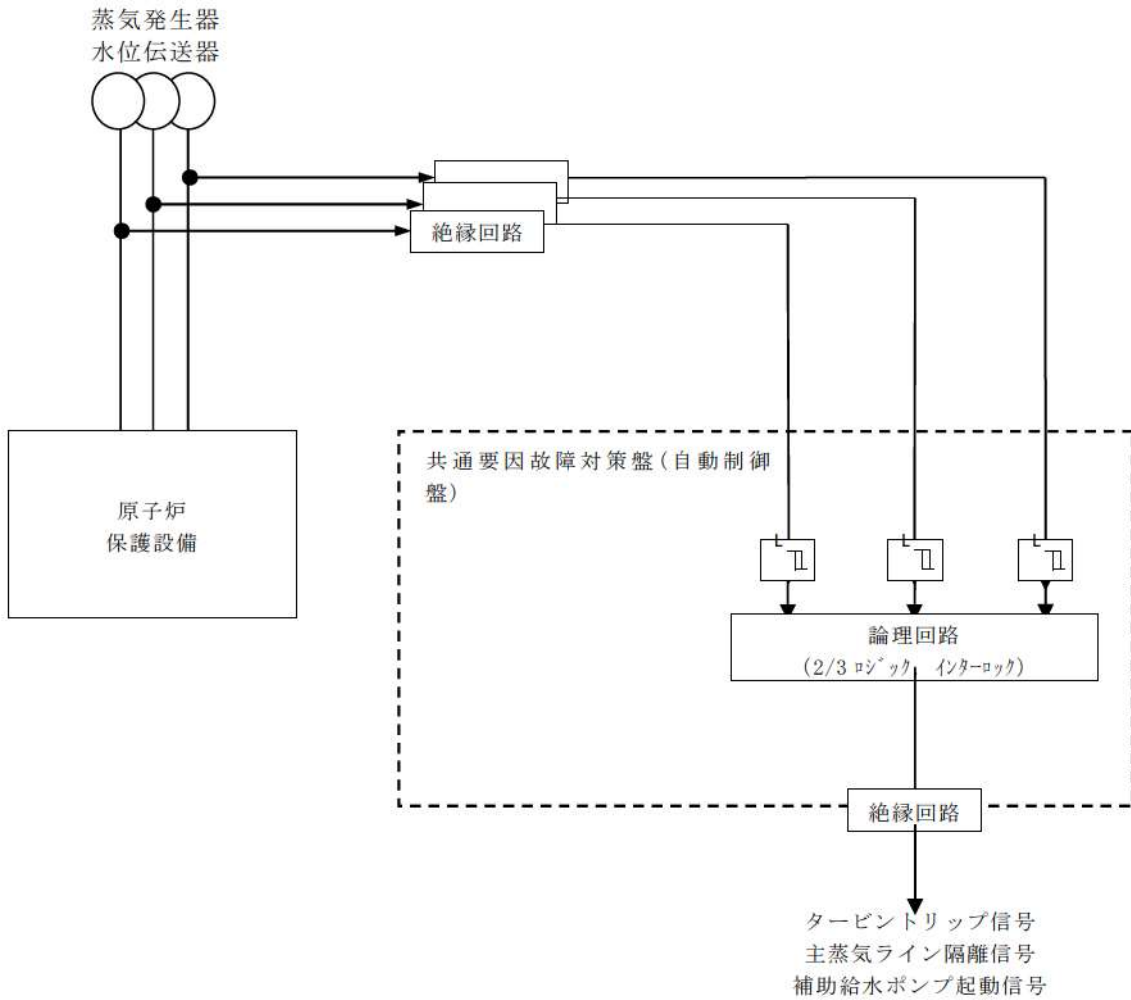 蒸気発生器
水位伝送器
絶縁回路
共通要因故障対策盤(自動制御
盤)
原子炉
保護設備
L
L
L
論理回路
(2/3 ﾛｼﾞｯｸ ｲﾝﾀｰﾛｯｸ)
絶縁回路
タービントリップ信号
主蒸気ライン隔離信号
補助給水ポンプ起動信号